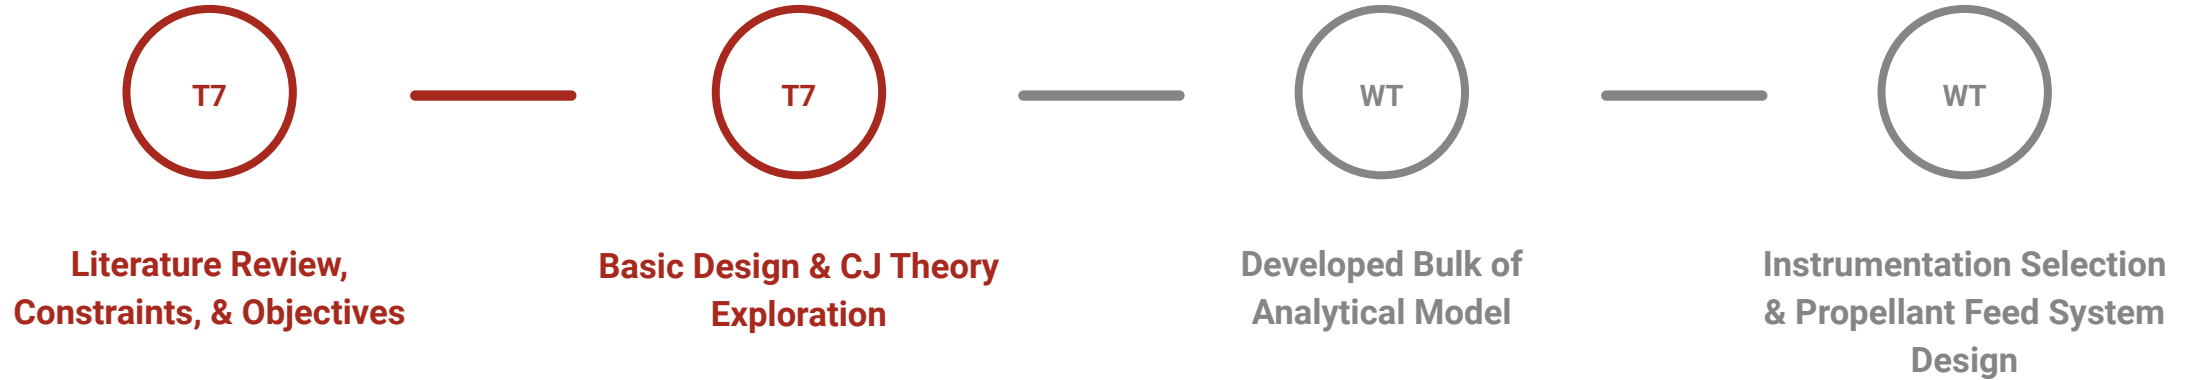 T7
T7
WT
WT
Literature Review,
Constraints, & Objectives
Basic Design & CJ Theory
Exploration
Developed Bulk of
Analytical Model
Instrumentation Selection
& Propellant Feed System
Design